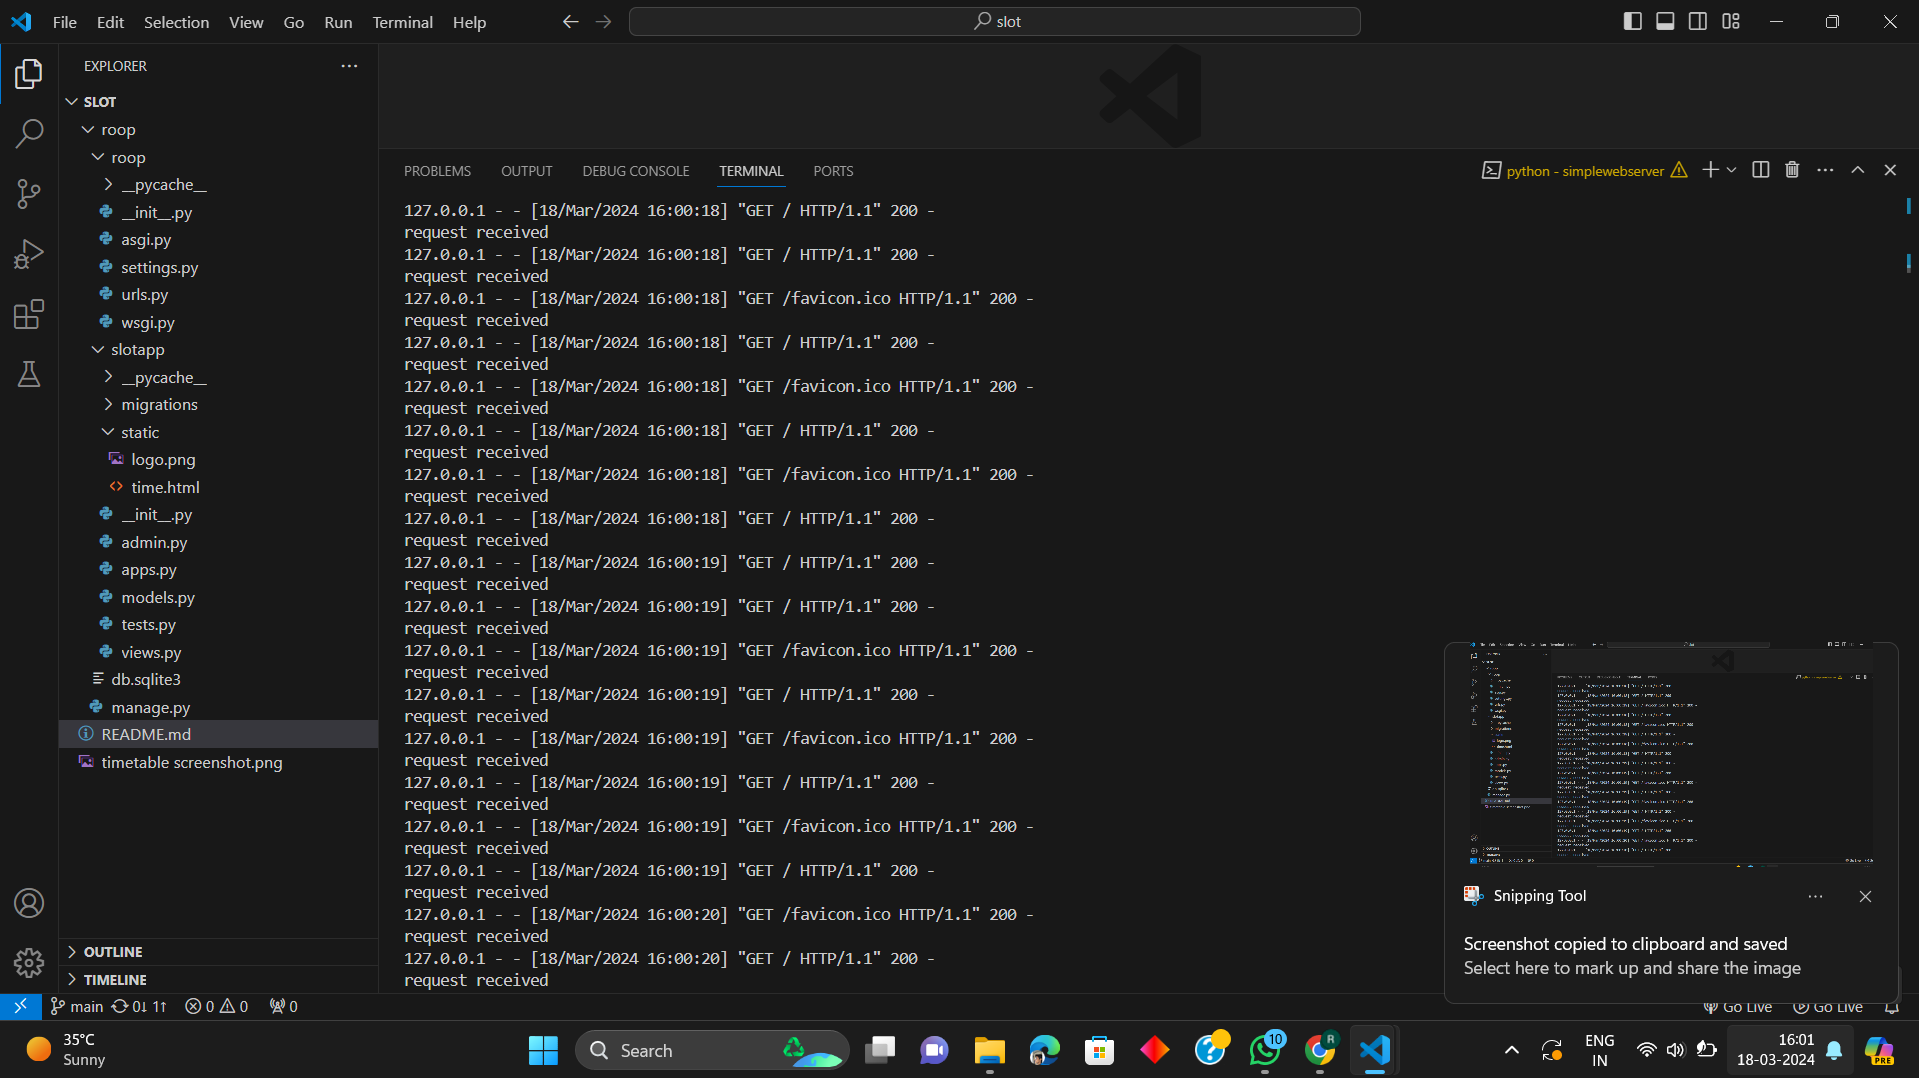 File Edit Selection View Go Run Terminal Help
slot
EXPLORER
SLOT
roop
roop
__pycache__
__init__.py
asgi.py
settings.py
urls.py
wsgi.py
slotapp
__pycache__
migrations
static
logo.png
time.html
__init__.py
admin.py
apps.py
models.py
tests.py
views.py
db.sqlite3
manage.py
README.md
timetable screenshot.png
OUTLINE
TIMELINE
PROBLEMS OUTPUT DEBUG CONSOLE TERMINAL PORTS
python - simplewebserver
127.0.0.1 - - [18/Mar/2024 16:00:18] "GET / HTTP/1.1" 200 -
request received
127.0.0.1 - - [18/Mar/2024 16:00:18] "GET / HTTP/1.1" 200 -
request received
127.0.0.1 - - [18/Mar/2024 16:00:18] "GET /favicon.ico HTTP/1.1" 200 -
request received
127.0.0.1 - - [18/Mar/2024 16:00:18] "GET / HTTP/1.1" 200 -
request received
127.0.0.1 - - [18/Mar/2024 16:00:18] "GET /favicon.ico HTTP/1.1" 200 -
request received
127.0.0.1 - - [18/Mar/2024 16:00:18] "GET / HTTP/1.1" 200 -
request received
127.0.0.1 - - [18/Mar/2024 16:00:18] "GET /favicon.ico HTTP/1.1" 200 -
request received
127.0.0.1 - - [18/Mar/2024 16:00:18] "GET / HTTP/1.1" 200 -
request received
127.0.0.1 - - [18/Mar/2024 16:00:19] "GET / HTTP/1.1" 200 -
request received
127.0.0.1 - - [18/Mar/2024 16:00:19] "GET / HTTP/1.1" 200 -
request received
127.0.0.1 - - [18/Mar/2024 16:00:19] "GET /favicon.ico HTTP/1.1" 200 -
request received
127.0.0.1 - - [18/Mar/2024 16:00:19] "GET / HTTP/1.1" 200 -
request received
127.0.0.1 - - [18/Mar/2024 16:00:19] "GET /favicon.ico HTTP/1.1" 200 -
request received
127.0.0.1 - - [18/Mar/2024 16:00:19] "GET / HTTP/1.1" 200 -
request received
127.0.0.1 - - [18/Mar/2024 16:00:19] "GET /favicon.ico HTTP/1.1" 200 -
request received
127.0.0.1 - - [18/Mar/2024 16:00:19] "GET / HTTP/1.1" 200 -
request received
127.0.0.1 - - [18/Mar/2024 16:00:20] "GET /favicon.ico HTTP/1.1" 200 -
request received
127.0.0.1 - - [18/Mar/2024 16:00:20] "GET / HTTP/1.1" 200 -
request received
Snipping Tool
Screenshot copied to clipboard and saved
Select here to mark up and share the image
main 0↓ 1↑ 0 0 0 Go Live Go Live
35°C
Sunny
Search
10
R
ENG
IN
16:01
18-03-2024
PRE